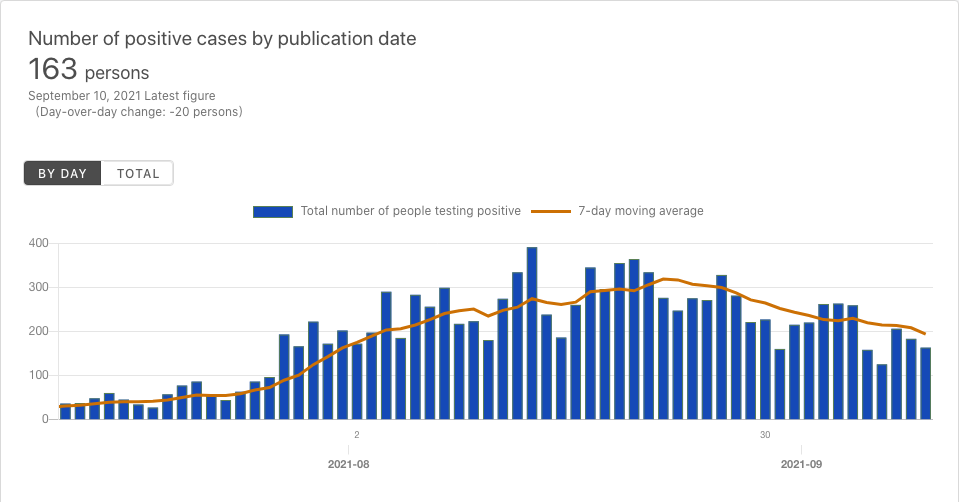 Number of positive cases by publication date
163 persons
September 10, 2021 Latest figure
(Day-over-day change: -20 persons)
BY DAY TOTAL
Total number of people testing positive 7-day moving average
400
300
200
100
0
2 30
2021-08 2021-09